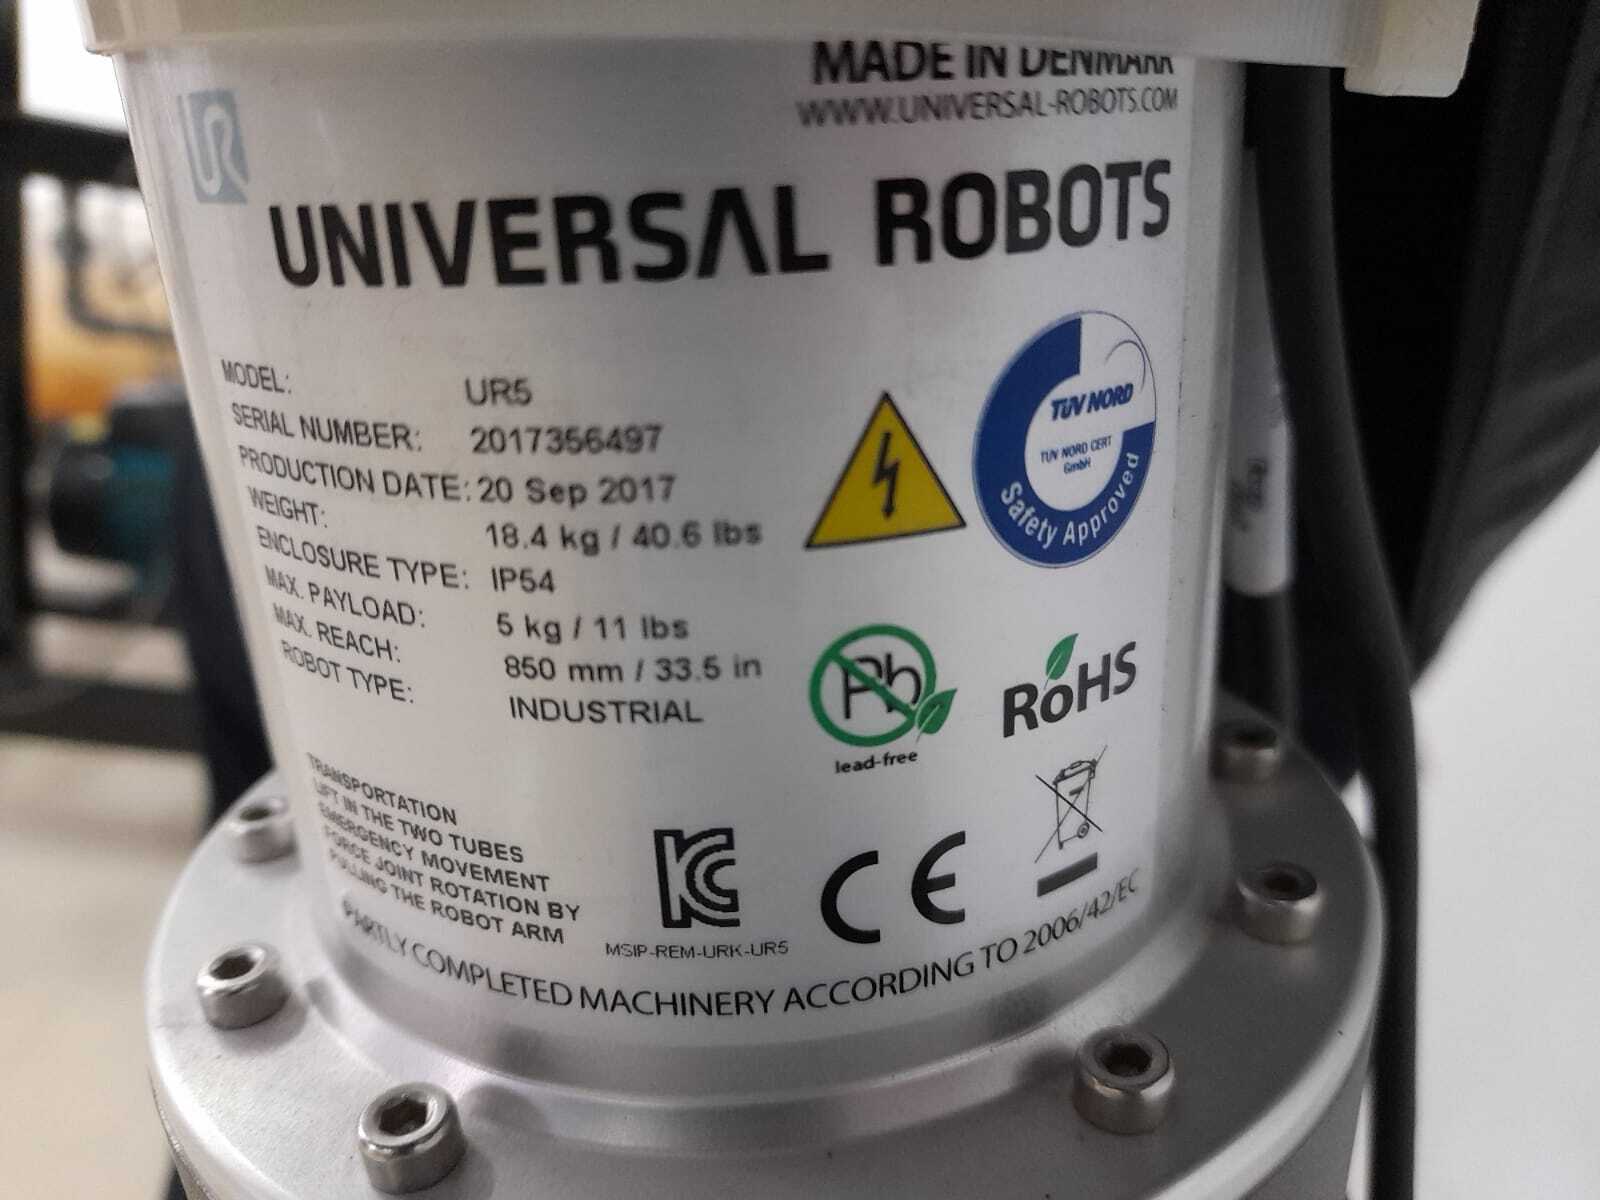 MADE IN DENMARK
WWW.UNIVERSAL-ROBOTS.COM
UR
UNIVERSAL ROBOTS
MODEL: UR5
SERIAL NUMBER: 2017356497
PRODUCTION DATE: 20 Sep 2017
WEIGHT: 18.4 kg / 40.6 lbs
ENCLOSURE TYPE: IP54
MAX. PAYLOAD: 5 kg / 11 lbs
MAX. REACH: 850 mm / 33.5 in
ROBOT TYPE: INDUSTRIAL
TÜV NORD
TÜV NORD CERT
GmbH
Safety Approved
Pb
lead-free
RoHS
TRANSPORTATION
LIFT IN THE TWO TUBES
EMERGENCY MOVEMENT
FORCE JOINT ROTATION BY
PULLING THE ROBOT ARM
KC
MSIP-REM-URK-UR5
CE
PARTLY COMPLETED MACHINERY ACCORDING TO 2006/42/EC